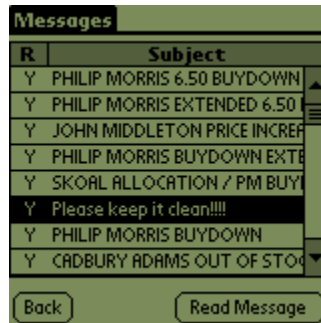 Messages
R Subject
Y PHILIP MORRIS 6.50 BUYDOWN
Y PHILIP MORRIS EXTENDED 6.50
Y JOHN MIDDLETON PRICE INCREA
Y PHILIP MORRIS BUYDOWN EXTE
Y SKOAL ALLOCATION / PM BUY
Y Please keep it clean!!!!
Y PHILIP MORRIS BUYDOWN
Y CADBURY ADAMS OUT OF STO
Back Read Message